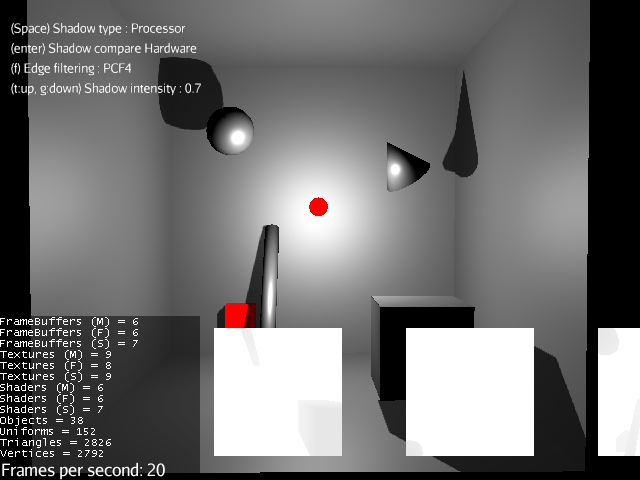 (Space) Shadow type : Processor
(enter) Shadow compare Hardware
(f) Edge filtering : PCF4
(t:up, g:down) Shadow intensity : 0.7
FrameBuffers (M) = 6
FrameBuffers (F) = 6
FrameBuffers (S) = 7
Textures (M) = 9
Textures (F) = 8
Textures (S) = 9
Shaders (M) = 6
Shaders (F) = 6
Shaders (S) = 7
Objects = 38
Uniforms = 152
Triangles = 2826
Vertices = 2792
Frames per second: 20